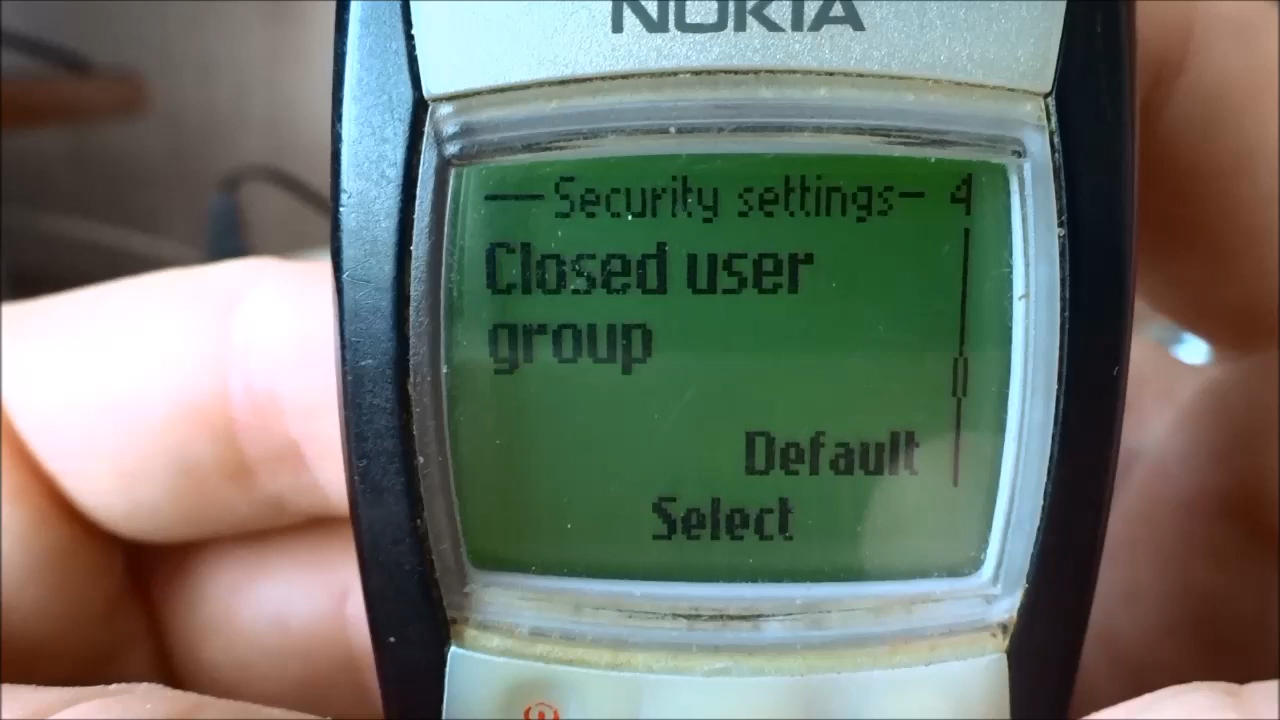 NOKIA
Security settings 4
Closed user
group
Default
Select